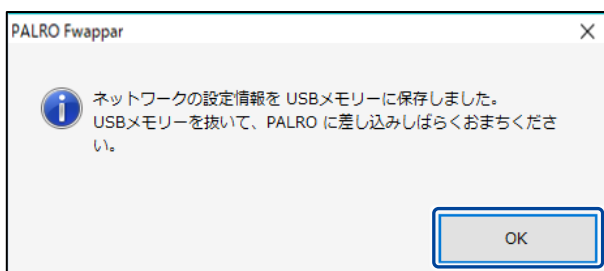 PALRO Fwappar
ネットワークの設定情報を USBメモリーに保存しました。
USBメモリーを抜いて、PALRO に差し込みしばらくおまちくださ
い。
OK